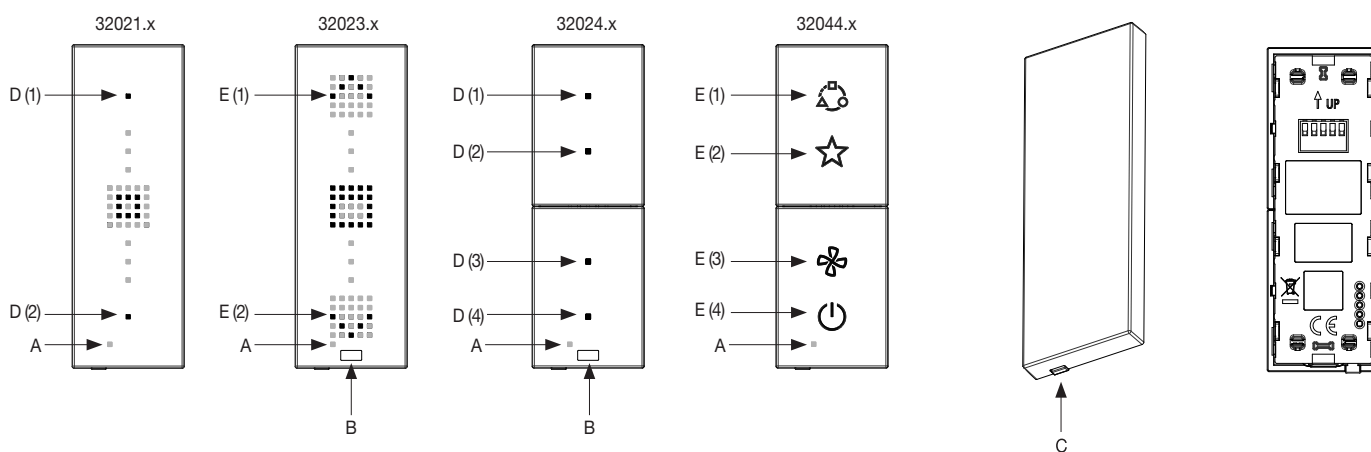 32021.x
32023.x
32024.x
32044.x
D (1)
E (1)
D (1)
E (1)
UP
D (2)
E (2)
D (3)
E (3)
D (2)
E (2)
D (4)
E (4)
A
A
A
A
CE
B
B
C